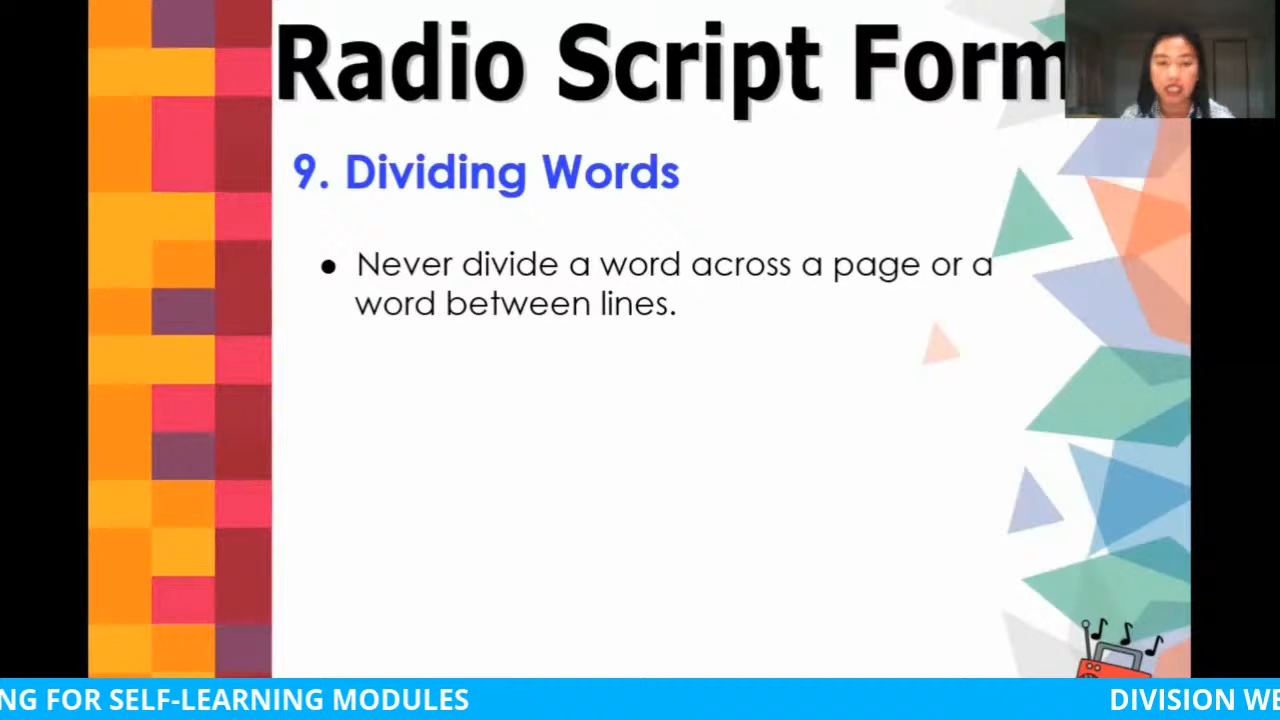 Radio Script Form
9. Dividing Words
● Never divide a word across a page or a
word between lines.
NG FOR SELF-LEARNING MODULES
DIVISION WE